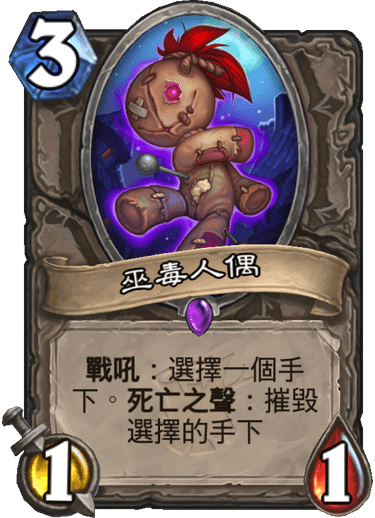 3
巫毒人偶
戰吼：選擇一個手
下。死亡之聲：摧毀
選擇的手下
1
1